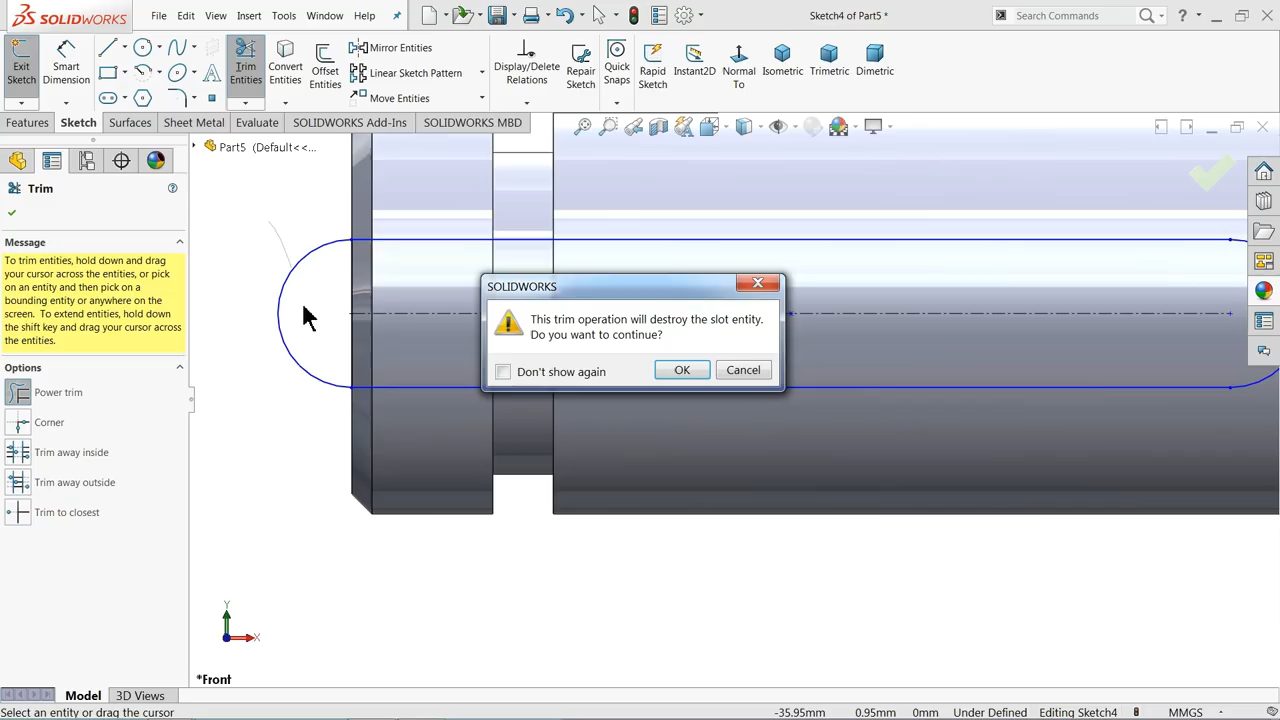 SOLIDWORKS
File Edit View Insert Tools Window Help
Sketch4 of Part5 *
Search Commands
Exit Sketch
Smart Dimension
Trim Entities
Convert Entities
Offset Entities
Mirror Entities
Linear Sketch Pattern
Move Entities
Display/Delete Relations
Repair Sketch
Quick Snaps
Rapid Sketch
Instant2D
Normal To
Isometric
Trimetric
Dimetric
Features Sketch Surfaces Sheet Metal Evaluate SOLIDWORKS Add-Ins SOLIDWORKS MBD
Part5 (Default<<...
Trim
Message
To trim entities, hold down and drag
your cursor across the entities, or pick
on an entity and then pick on a
bounding entity or anywhere on the
screen. To extend entities, hold down
the shift key and drag your cursor across
the entities.
Options
Power trim
Corner
Trim away inside
Trim away outside
Trim to closest
SOLIDWORKS
This trim operation will destroy the slot entity.
Do you want to continue?
Don't show again
OK
Cancel
Y
X
*Front
Model 3D Views
Select an entity or drag the cursor
-35.95mm 0.95mm 0mm Under Defined Editing Sketch4 MMGS